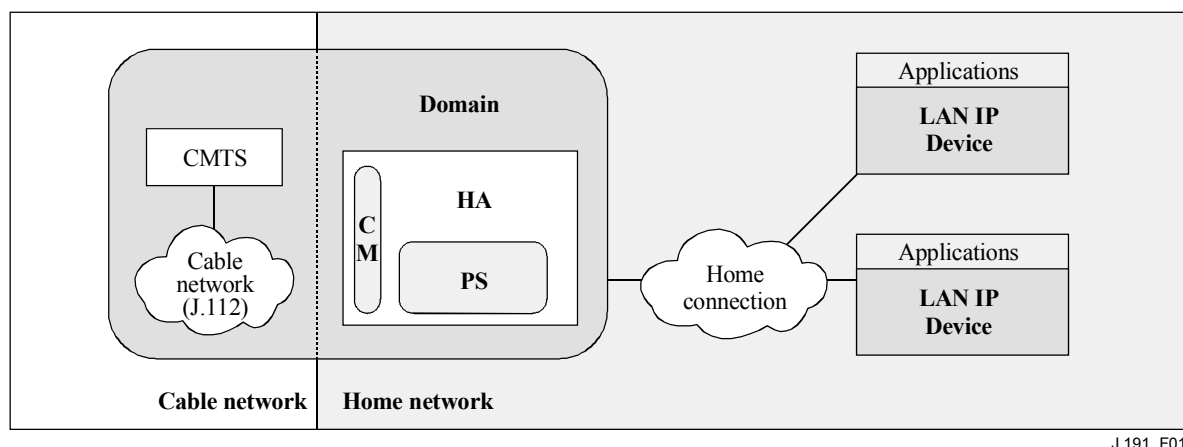 Domain
CMTS
Cable
network
(J.112)
C
M
HA
PS
Home
connection
Applications
LAN IP
Device
Applications
LAN IP
Device
Cable network
Home network
J.191_F01